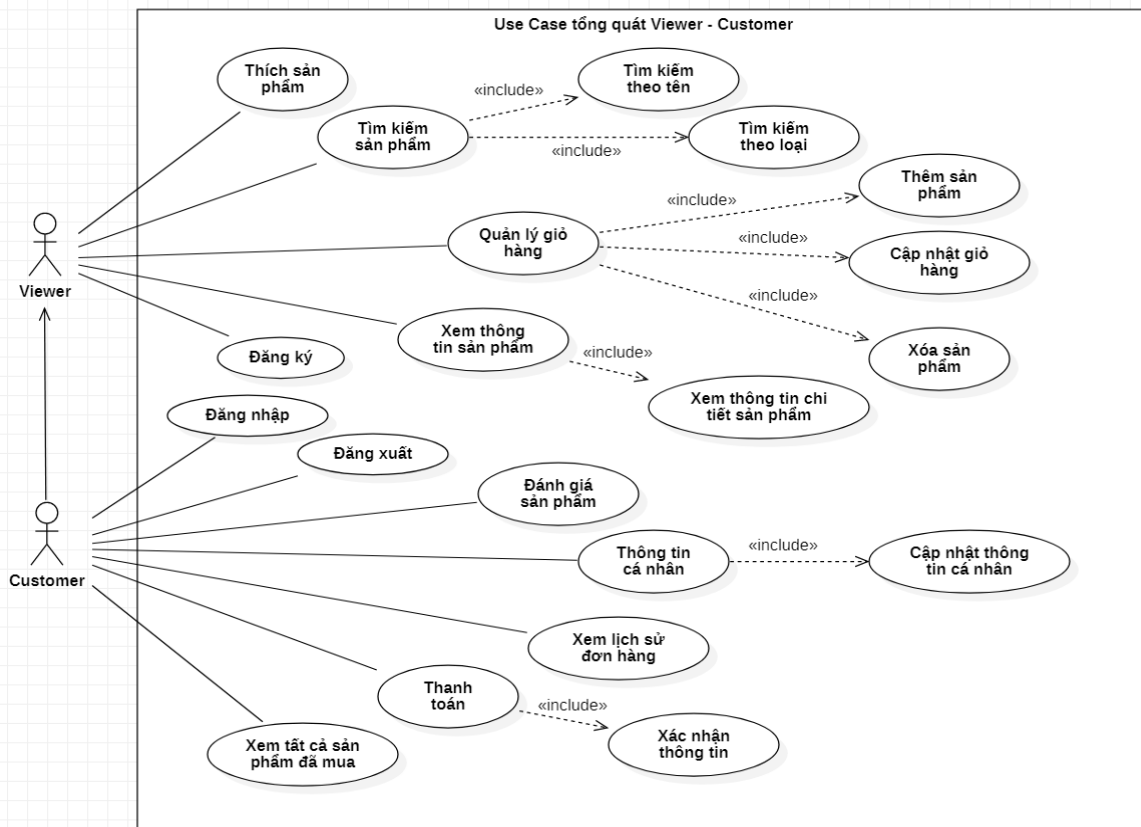 Use Case tổng quát Viewer - Customer
Thích sản
phẩm
Tìm kiếm
sản phẩm
«include»
Tìm kiếm
theo tên
«include»
Tìm kiếm
theo loại
Quản lý giỏ
hàng
«include»
Thêm sản
phẩm
«include»
Cập nhật giỏ
hàng
«include»
Xóa sản
phẩm
Viewer
Xem thông
tin sản phẩm
«include»
Xem thông tin chi
tiết sản phẩm
Đăng ký
Đăng nhập
Đăng xuất
Đánh giá
sản phẩm
Customer
Thông tin
cá nhân
«include»
Cập nhật thông
tin cá nhân
Xem lịch sử
đơn hàng
Thanh
toán
«include»
Xác nhận
thông tin
Xem tất cả sản
phẩm đã mua